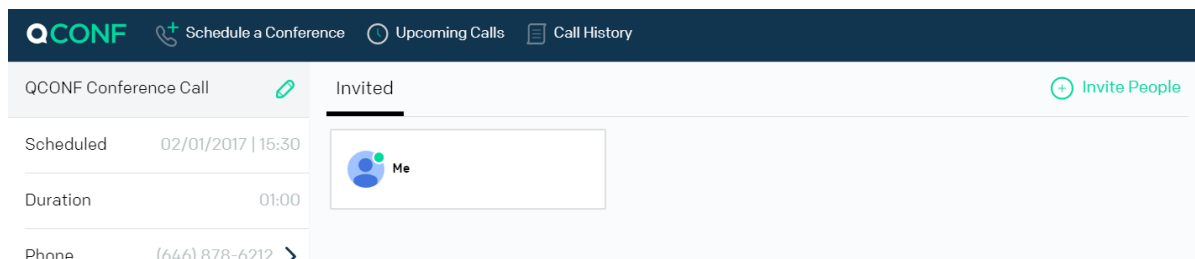 QCONF Schedule a Conference Upcoming Calls Call History
QCONF Conference Call
Invited
Invite People
Scheduled 02/01/2017 | 15:30
Me
Duration 01:00
Phone (646) 878-6212